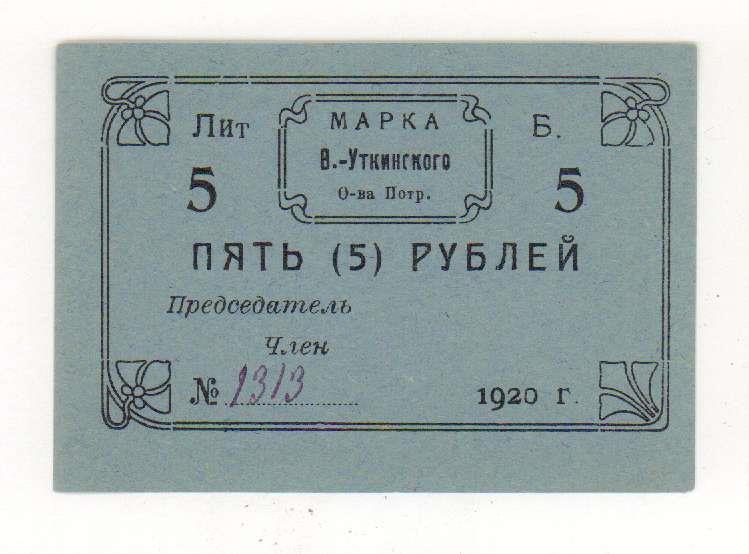 Лит МАРКА Б.
В.-Уткинского
5 О-ва Потр. 5
ПЯТЬ (5) РУБЛЕЙ
Председатель
Член
№ 1313 1920 г.